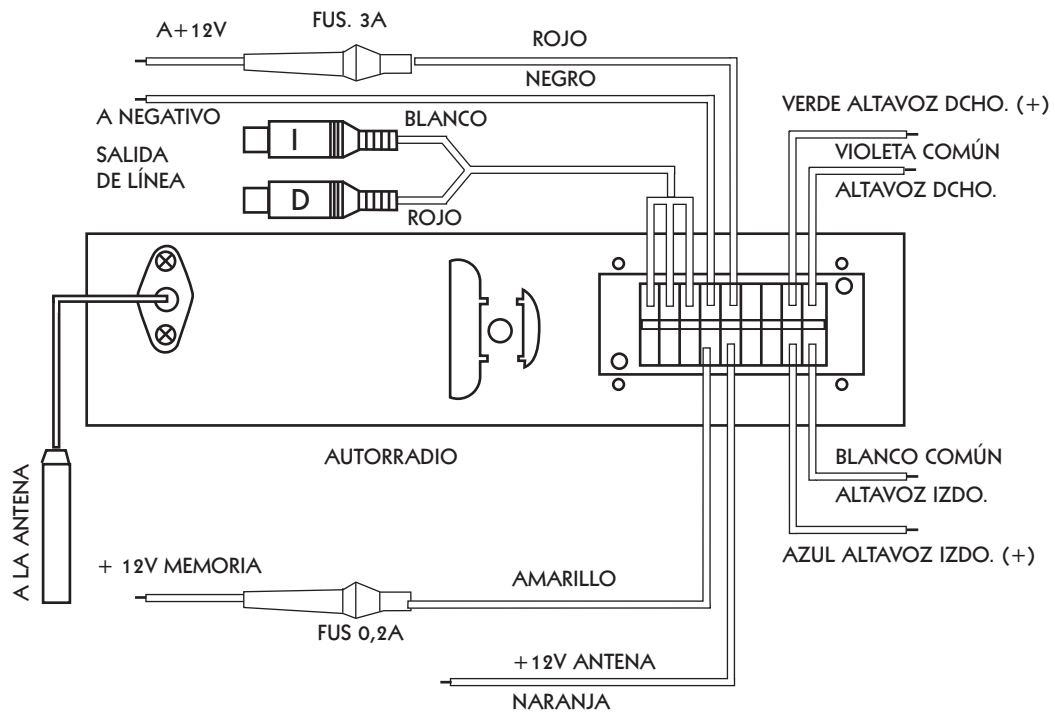 A+12V
FUS. 3A
ROJO
NEGRO
A NEGATIVO
BLANCO
SALIDA
DE LÍNEA
I
D
ROJO
VERDE ALTAVOZ DCHO. (+)
VIOLETA COMÚN
ALTAVOZ DCHO.
AUTORRADIO
A LA ANTENA
BLANCO COMÚN
ALTAVOZ IZDO.
AZUL ALTAVOZ IZDO. (+)
+ 12V MEMORIA
AMARILLO
FUS 0,2A
+12V ANTENA
NARANJA